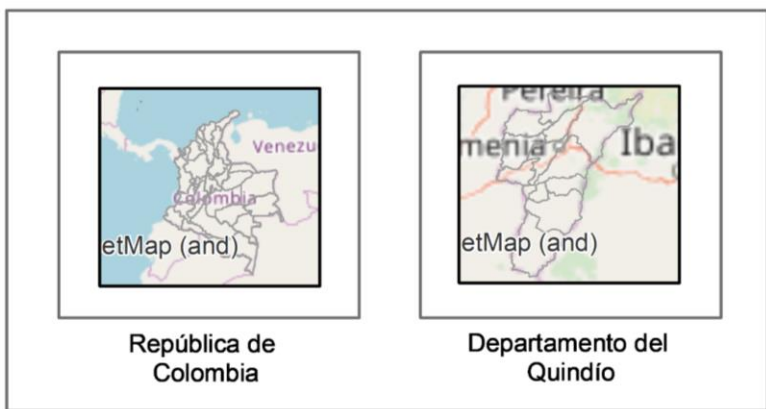 Venezu
Colombia
etMap (and)
República de
Colombia
Pereira
menia
Iba
etMap (and)
Departamento del
Quindío